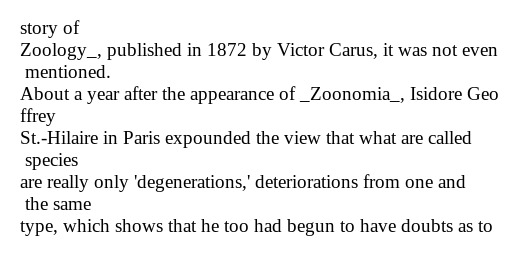 story of
Zoology_, published in 1872 by Victor Carus, it was not even
mentioned.
About a year after the appearance of _Zoonomia_, Isidore Geo
ffrey
St.-Hilaire in Paris expounded the view that what are called
species
are really only 'degenerations,' deteriorations from one and
the same
type, which shows that he too had begun to have doubts as to